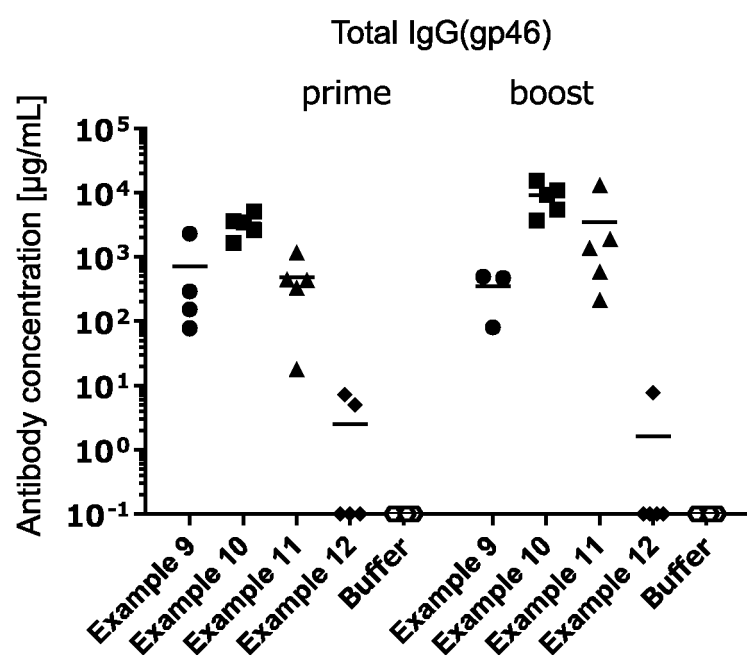 Total IgG(gp46)
prime boost
Antibody concentration [µg/mL]
10⁵
10⁴
10³
10²
10¹
10⁰
10⁻¹
Example 9
Example 10
Example 11
Example 12
Buffer
Example 9
Example 10
Example 11
Example 12
Buffer